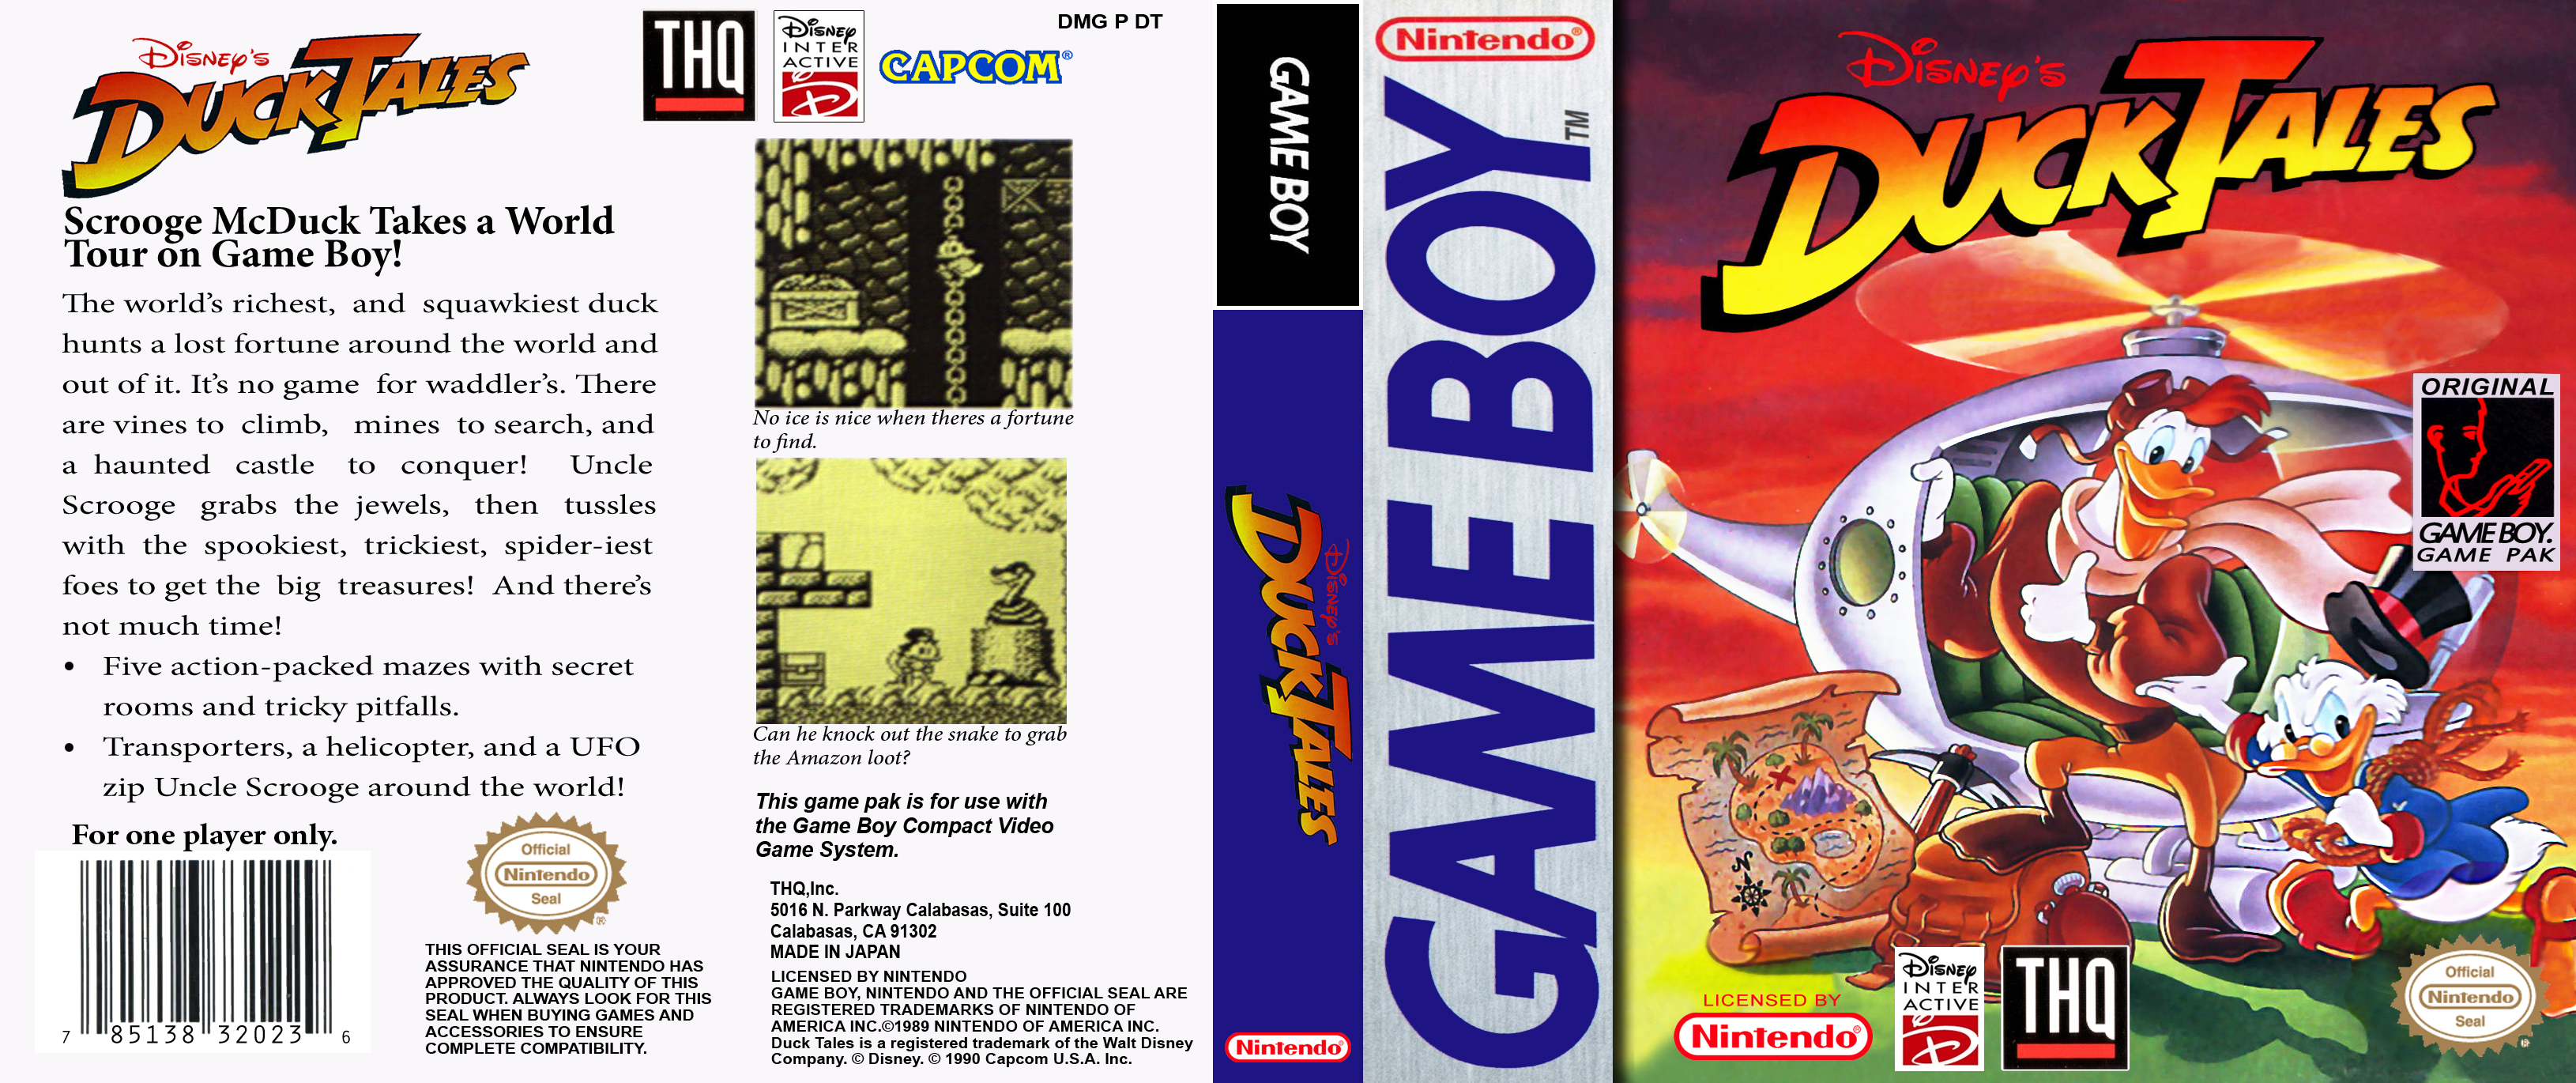 DISNEY'S
DUCKTALES
Scrooge McDuck Takes a World
Tour on Game Boy!
The world's richest, and squawkiest duck
hunts a lost fortune around the world and
out of it. It's no game for waddler's. There
are vines to climb, mines to search, and
a haunted castle to conquer! Uncle
Scrooge grabs the jewels, then tussles
with the spookiest, trickiest, spider-iest
foes to get the big treasures! And there's
not much time!
• Five action-packed mazes with secret
rooms and tricky pitfalls.
• Transporters, a helicopter, and a UFO
zip Uncle Scrooge around the world!
For one player only.
7 85138 32023 6
Official
Nintendo
Seal
®
THIS OFFICIAL SEAL IS YOUR
ASSURANCE THAT NINTENDO HAS
APPROVED THE QUALITY OF THIS
PRODUCT. ALWAYS LOOK FOR THIS
SEAL WHEN BUYING GAMES AND
ACCESSORIES TO ENSURE
COMPLETE COMPATIBILITY.
THQ
DISNEY
INTER
ACTIVE
D
CAPCOM®
DMG P DT
No ice is nice when theres a fortune
to find.
Can he knock out the snake to grab
the Amazon loot?
This game pak is for use with
the Game Boy Compact Video
Game System.
THQ,Inc.
5016 N. Parkway Calabasas, Suite 100
Calabasas, CA 91302
MADE IN JAPAN
LICENSED BY NINTENDO
GAME BOY, NINTENDO AND THE OFFICIAL SEAL ARE
REGISTERED TRADEMARKS OF NINTENDO OF
AMERICA INC.©1989 NINTENDO OF AMERICA INC.
Duck Tales is a registered trademark of the Walt Disney
Company. © Disney. © 1990 Capcom U.S.A. Inc.
GAME BOY
DISNEY'S
DUCKTALES
Nintendo®
Nintendo®
GAME BOY™
DISNEY'S
DUCKTALES
ORIGINAL
GAME BOY.
GAME PAK
N
LICENSED BY
Nintendo®
DISNEY
INTER
ACTIVE
D
THQ
Official
Nintendo
Seal
®